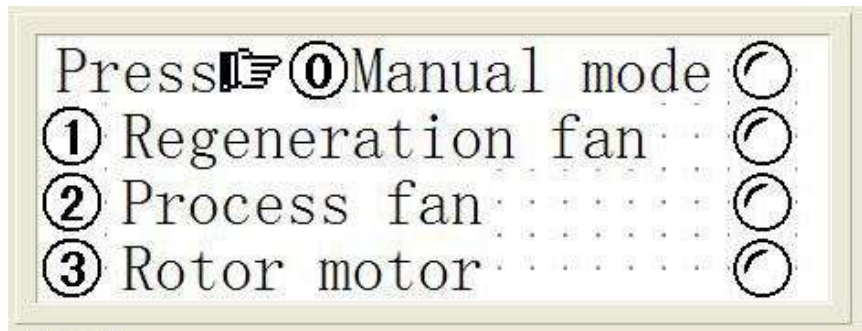 Press☞⓪Manual mode
① Regeneration fan
② Process fan
③ Rotor motor